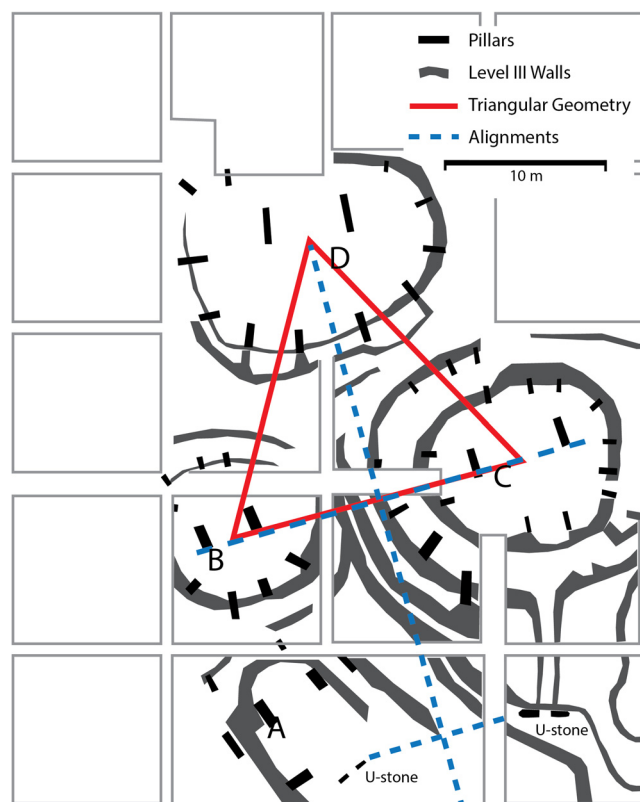 Pillars
Level III Walls
Triangular Geometry
Alignments
10 m
D
C
B
A
U-stone
U-stone